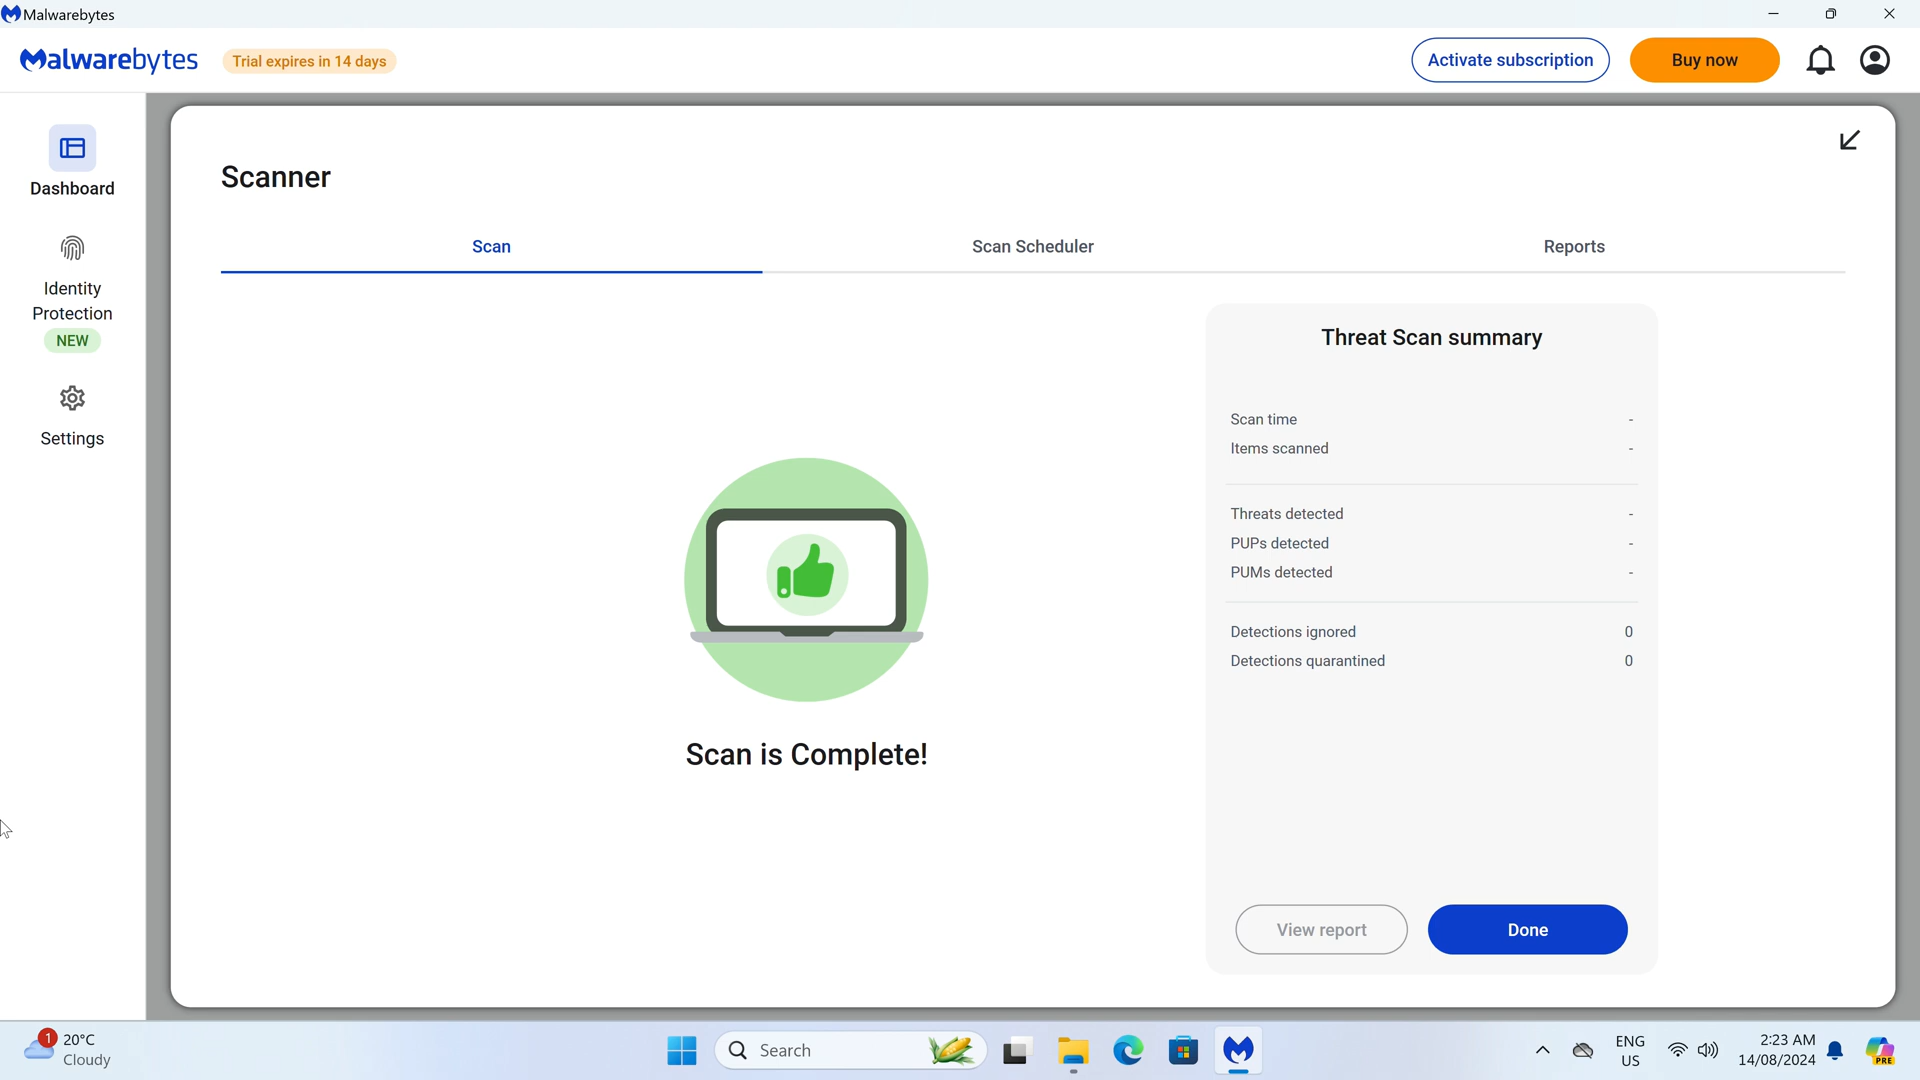 Malwarebytes
Malwarebytes
Trial expires in 14 days
Activate subscription
Buy now
Dashboard
Identity
Protection
NEW
Settings
Scanner
Scan
Scan Scheduler
Reports
Scan is Complete!
Threat Scan summary
Scan time -
Items scanned -
Threats detected -
PUPs detected -
PUMs detected -
Detections ignored 0
Detections quarantined 0
View report
Done
1
20°C
Cloudy
Search
ENG
US
2:23 AM
14/08/2024
PRE